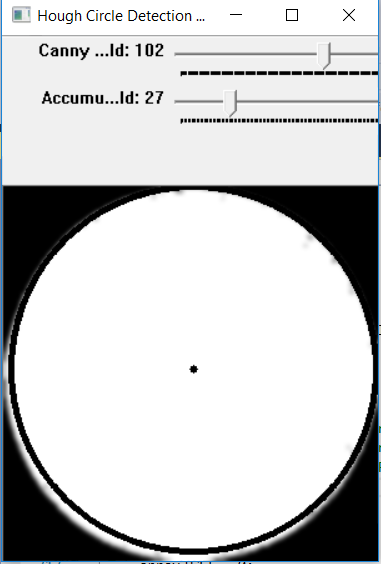 Hough Circle Detection ...
Canny ...ld: 102
Accumu...ld: 27